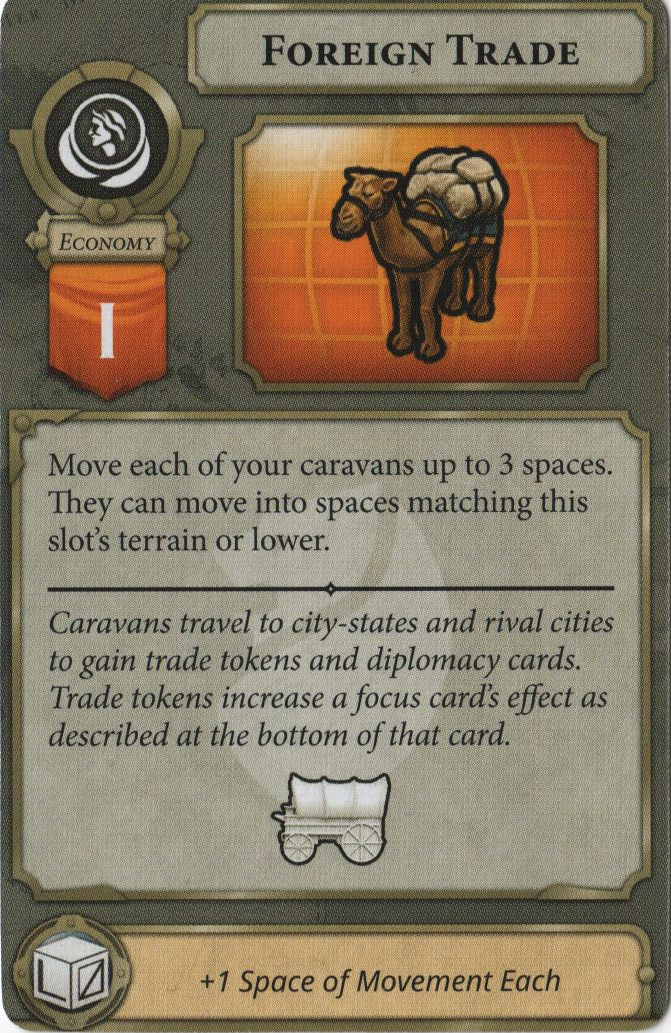 Foreign Trade
Economy
I
Move each of your caravans up to 3 spaces.
They can move into spaces matching this
slot's terrain or lower.
Caravans travel to city-states and rival cities
to gain trade tokens and diplomacy cards.
Trade tokens increase a focus card's effect as
described at the bottom of that card.
+1 Space of Movement Each